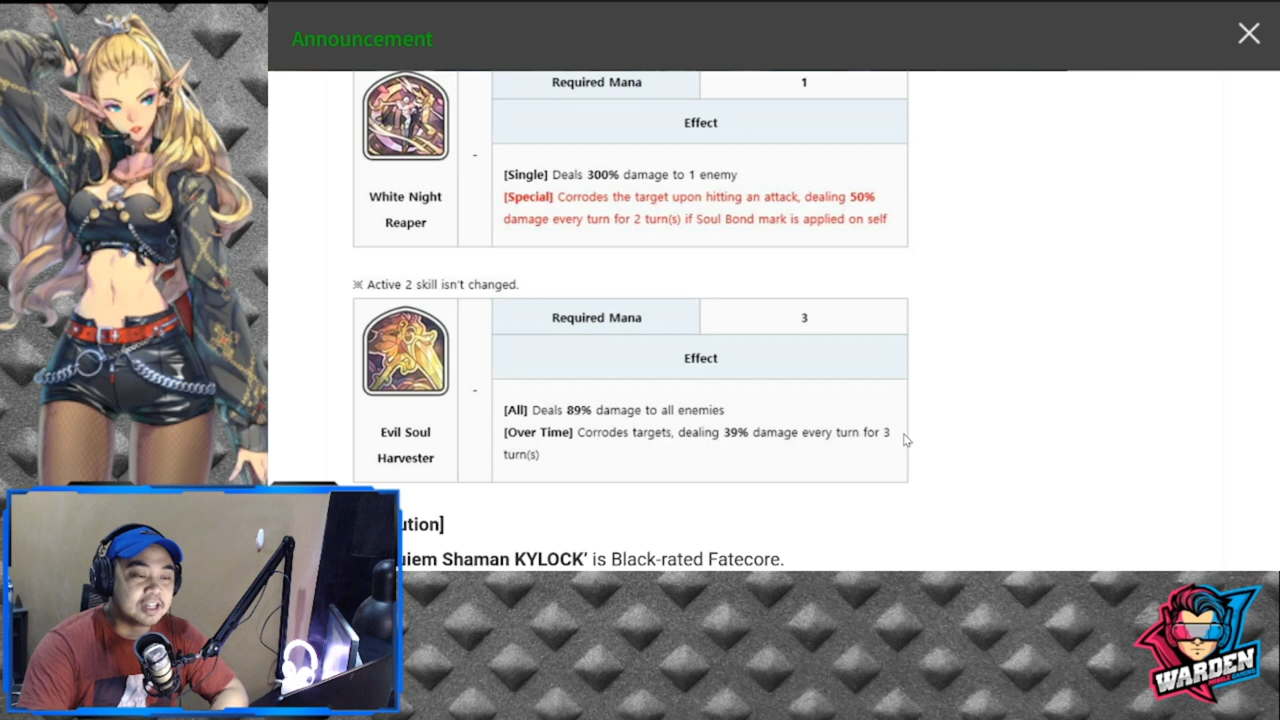 Announcement
Required Mana 1
Effect
White Night
Reaper
-
[Single] Deals 300% damage to 1 enemy
[Special] Corrodes the target upon hitting an attack, dealing 50%
damage every turn for 2 turn(s) if Soul Bond mark is applied on self
※ Active 2 skill isn't changed.
Required Mana 3
Effect
Evil Soul
Harvester
-
[All] Deals 89% damage to all enemies
[Over Time] Corrodes targets, dealing 39% damage every turn for 3
turn(s)
ution]
uiem Shaman KYLOCK' is Black-rated Fatecore.
WARDEN
MOBILE GAMING